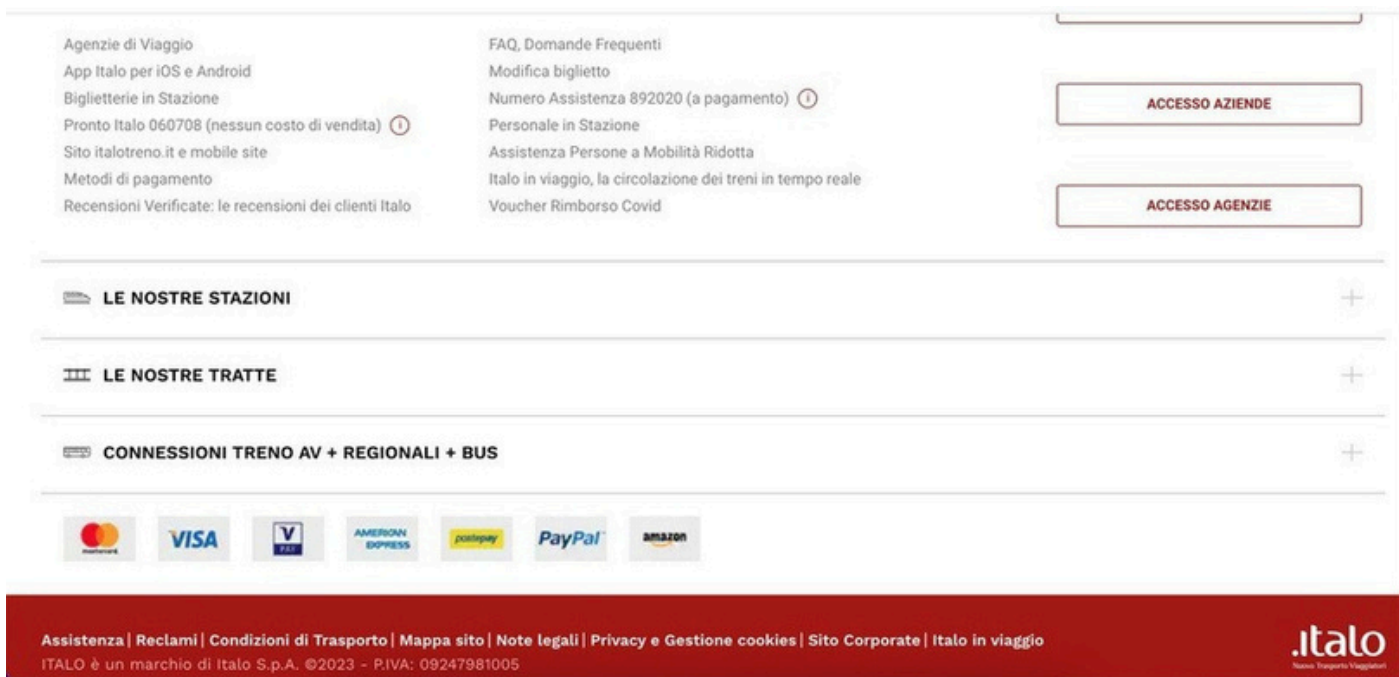 Agenzie di Viaggio
App Italo per iOS e Android
Biglietterie in Stazione
Pronto Italo 060708 (nessun costo di vendita)
Sito italotreno.it e mobile site
Metodi di pagamento
Recensioni Verificate: le recensioni dei clienti Italo
FAQ, Domande Frequenti
Modifica biglietto
Numero Assistenza 892020 (a pagamento)
Personale in Stazione
Assistenza Persone a Mobilità Ridotta
Italo in viaggio, la circolazione dei treni in tempo reale
Voucher Rimborso Covid
ACCESSO AZIENDE
ACCESSO AGENZIE
LE NOSTRE STAZIONI
LE NOSTRE TRATTE
CONNESSIONI TRENO AV + REGIONALI + BUS
mastercard
VISA
V PAY
AMERICAN EXPRESS
postepay
PayPal
amazon
Assistenza | Reclami | Condizioni di Trasporto | Mappa sito | Note legali | Privacy e Gestione cookies | Sito Corporate | Italo in viaggio
ITALO è un marchio di Italo S.p.A. ©2023 - P.IVA: 09247981005
.italo
Nuovo Trasporto Viaggiatori